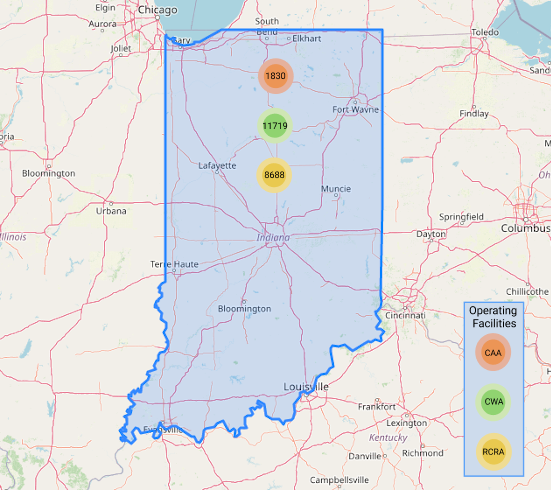 Chicago
Elgin
Aurora
Joliet
Gary
South
Bend
Elkhart
Toledo
1830
Fort Wayne
Findlay
11719
Lafayette
8688
Bloomington
Muncie
Urbana
Springfield
Illinois
Indiana
Dayton
Columbus
Terre Haute
Chillicothe
Bloomington
Cincinnati
Operating
Facilities
CAA
Louisville
CWA
Frankfort
Evansville
Lexington
Kentucky
RCRA
Danville
Richmond
Campbellsville